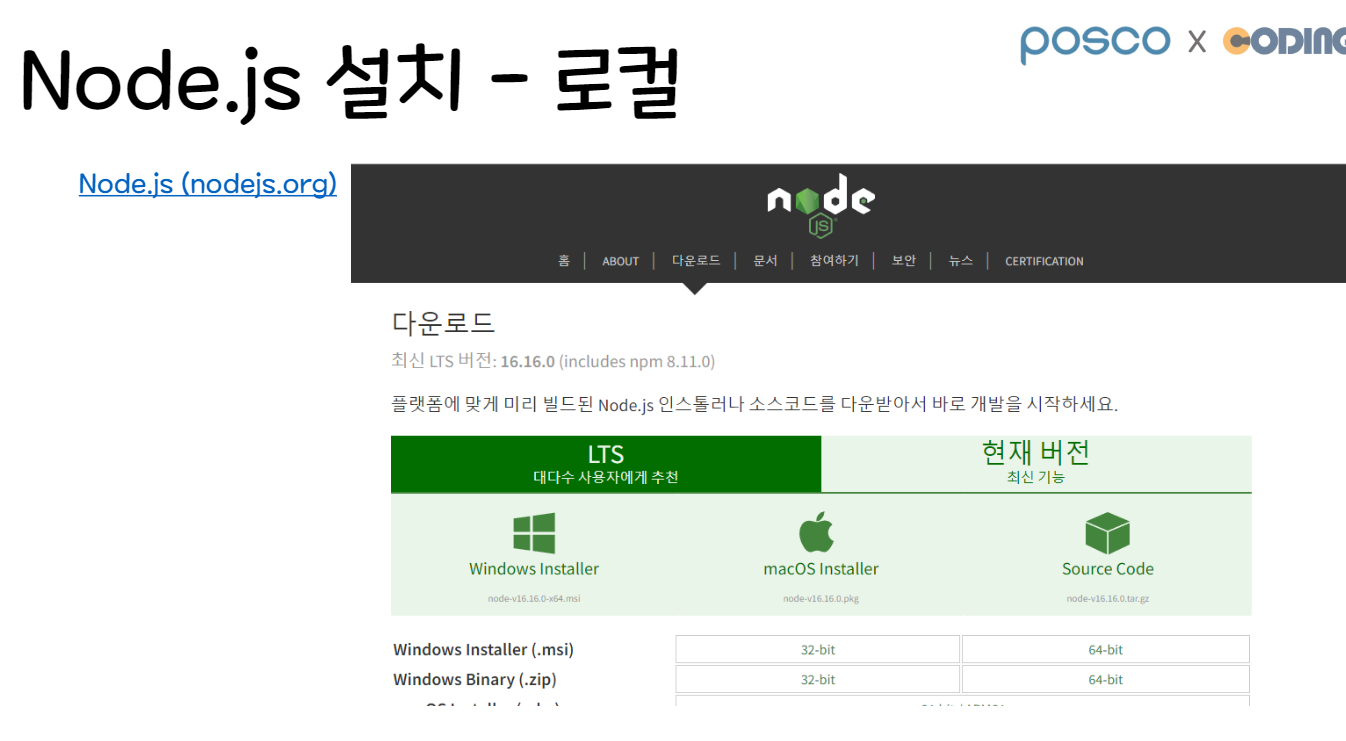 posco x CODING
Node.js 설치 - 로컬
Node.js (nodejs.org)
node
JS
홈 | ABOUT | 다운로드 | 문서 | 참여하기 | 보안 | 뉴스 | CERTIFICATION
다운로드
최신 LTS 버전: 16.16.0 (includes npm 8.11.0)
플랫폼에 맞게 미리 빌드된 Node.js 인스톨러나 소스코드를 다운받아서 바로 개발을 시작하세요.
LTS
대다수 사용자에게 추천
현재 버전
최신 기능
Windows Installer
node-v16.16.0-x64.msi
macOS Installer
node-v16.16.0.pkg
Source Code
node-v16.16.0.tar.gz
Windows Installer (.msi) 32-bit 64-bit
Windows Binary (.zip) 32-bit 64-bit